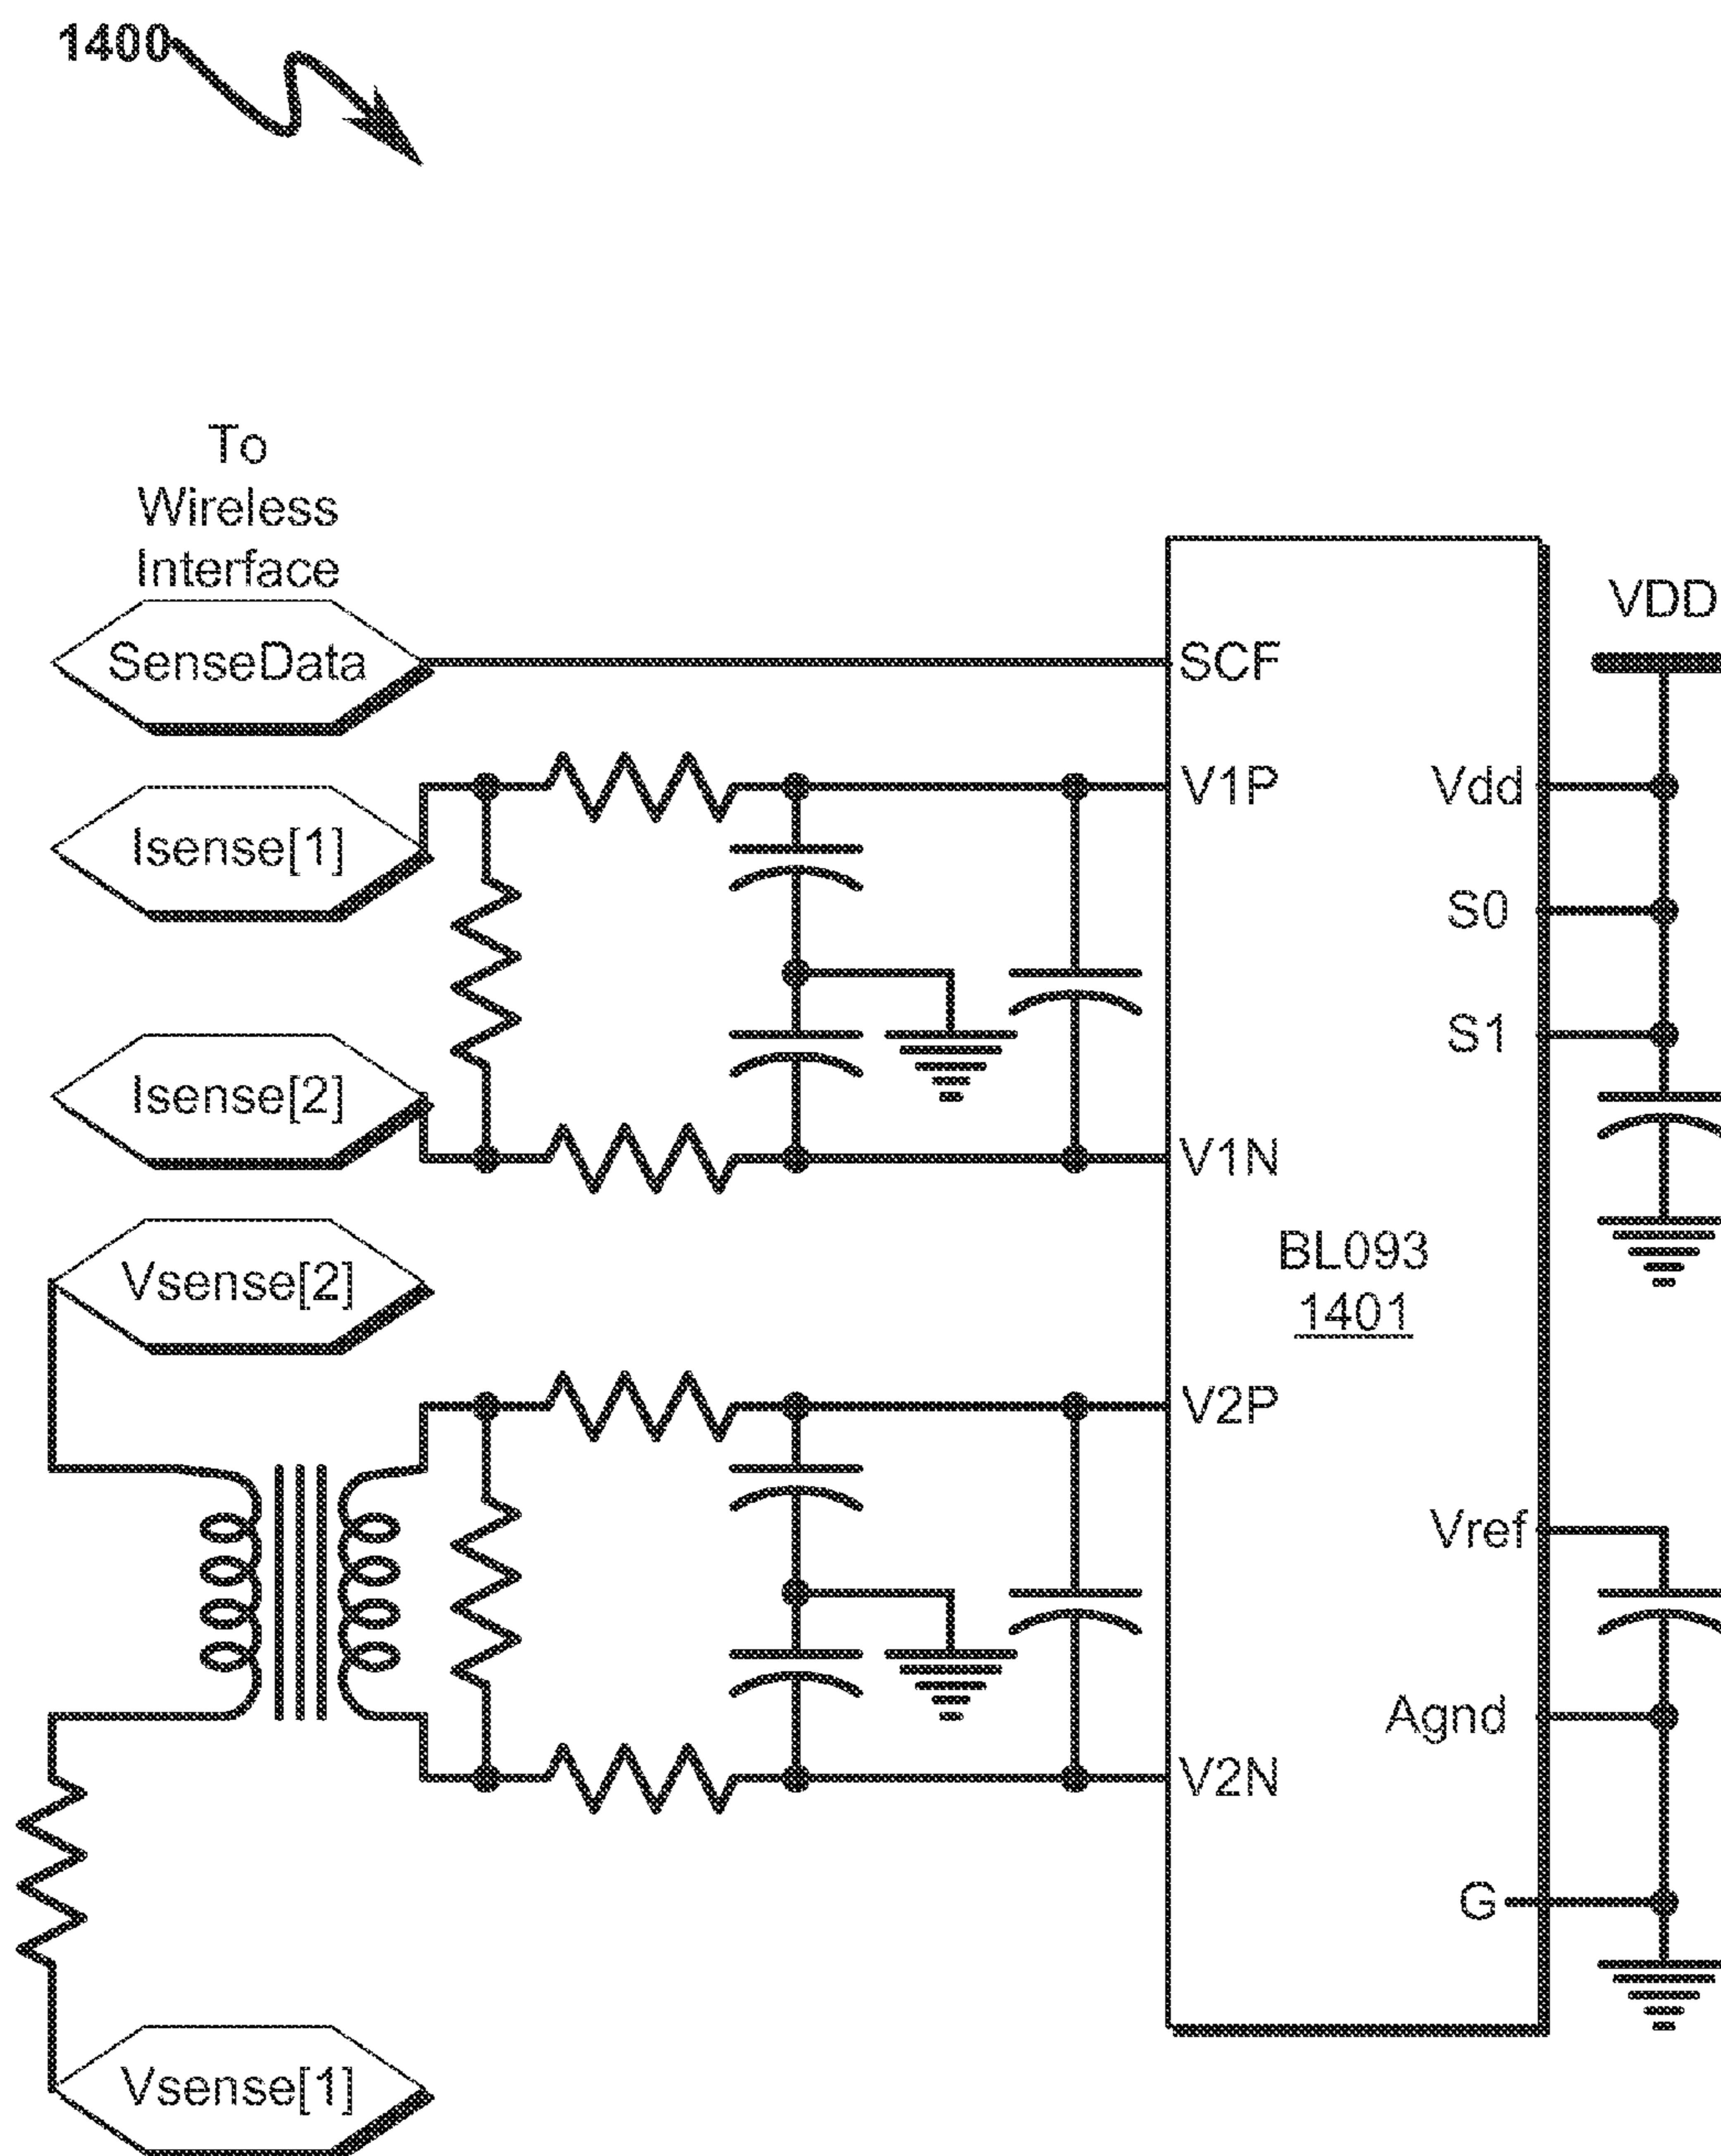 1400
To
Wireless
Interface
SenseData
Isense[1]
Isense[2]
Vsense[2]
Vsense[1]
SCF
V1P
V1N
BL093
1401
V2P
V2N
VDD
Vdd
S0
S1
Vref
Agnd
G